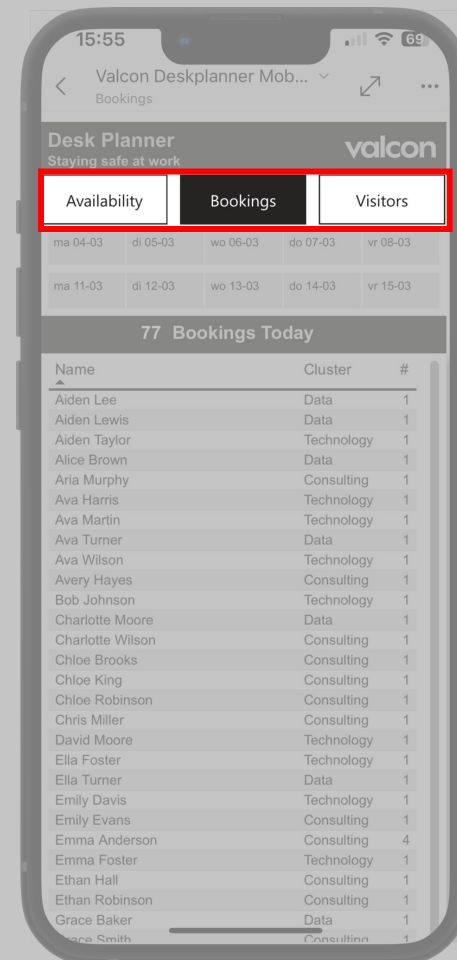 15:55 69
Valcon Deskplanner Mob...
Bookings
Desk Planner
Staying safe at work
valcon
Availability Bookings Visitors
ma 04-03 di 05-03 wo 06-03 do 07-03 vr 08-03
ma 11-03 di 12-03 wo 13-03 do 14-03 vr 15-03
77 Bookings Today
Name Cluster #
Aiden Lee Data 1
Aiden Lewis Data 1
Aiden Taylor Technology 1
Alice Brown Data 1
Aria Murphy Consulting 1
Ava Harris Technology 1
Ava Martin Technology 1
Ava Turner Data 1
Ava Wilson Technology 1
Avery Hayes Consulting 1
Bob Johnson Technology 1
Charlotte Moore Data 1
Charlotte Wilson Consulting 1
Chloe Brooks Consulting 1
Chloe King Consulting 1
Chloe Robinson Consulting 1
Chris Miller Consulting 1
David Moore Technology 1
Ella Foster Technology 1
Ella Turner Data 1
Emily Davis Technology 1
Emily Evans Consulting 1
Emma Anderson Consulting 4
Emma Foster Technology 1
Ethan Hall Consulting 1
Ethan Robinson Consulting 1
Grace Baker Data 1
Grace Smith Consulting 1